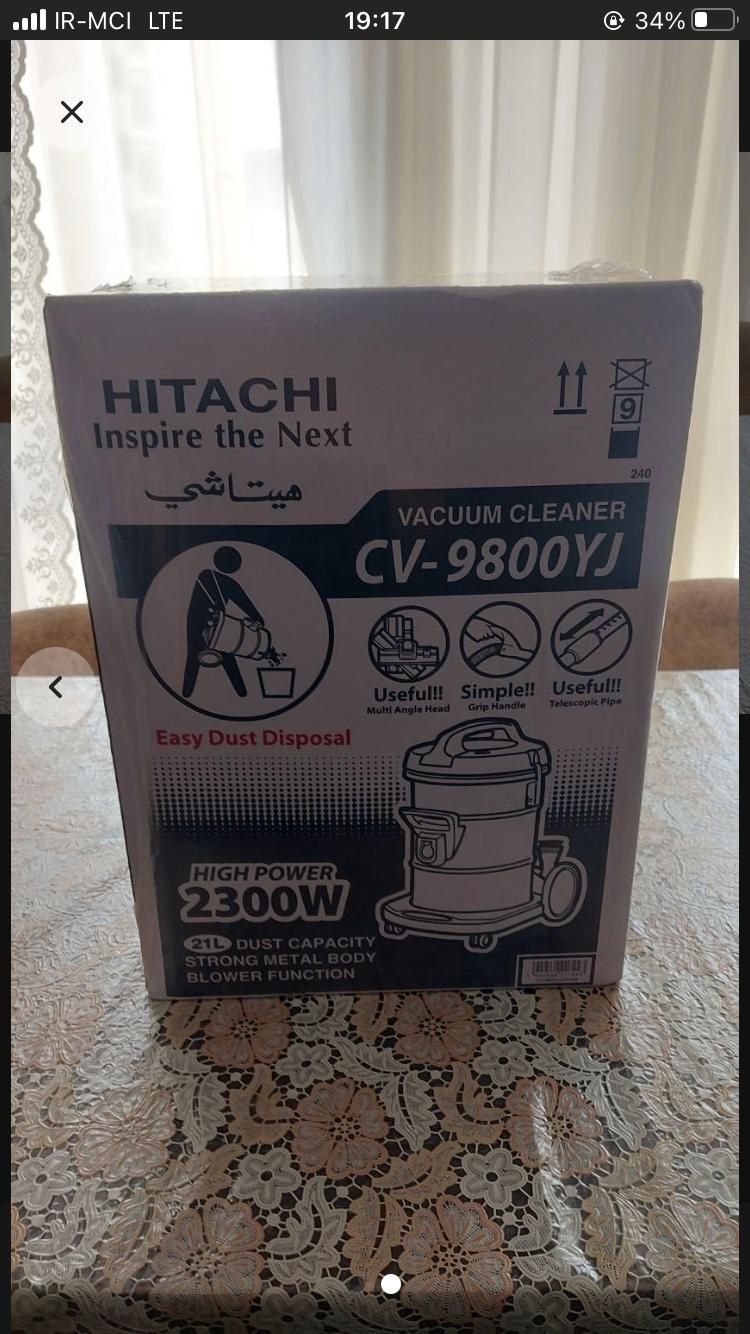 IR-MCI LTE
19:17
34%
HITACHI
Inspire the Next
هيتاشي
9
240
VACUUM CLEANER
CV-9800YJ
Useful!!
Multi Angle Head
Simple!!
Grip Handle
Useful!!
Telescopic Pipe
Easy Dust Disposal
HIGH POWER
2300W
21L DUST CAPACITY
STRONG METAL BODY
BLOWER FUNCTION